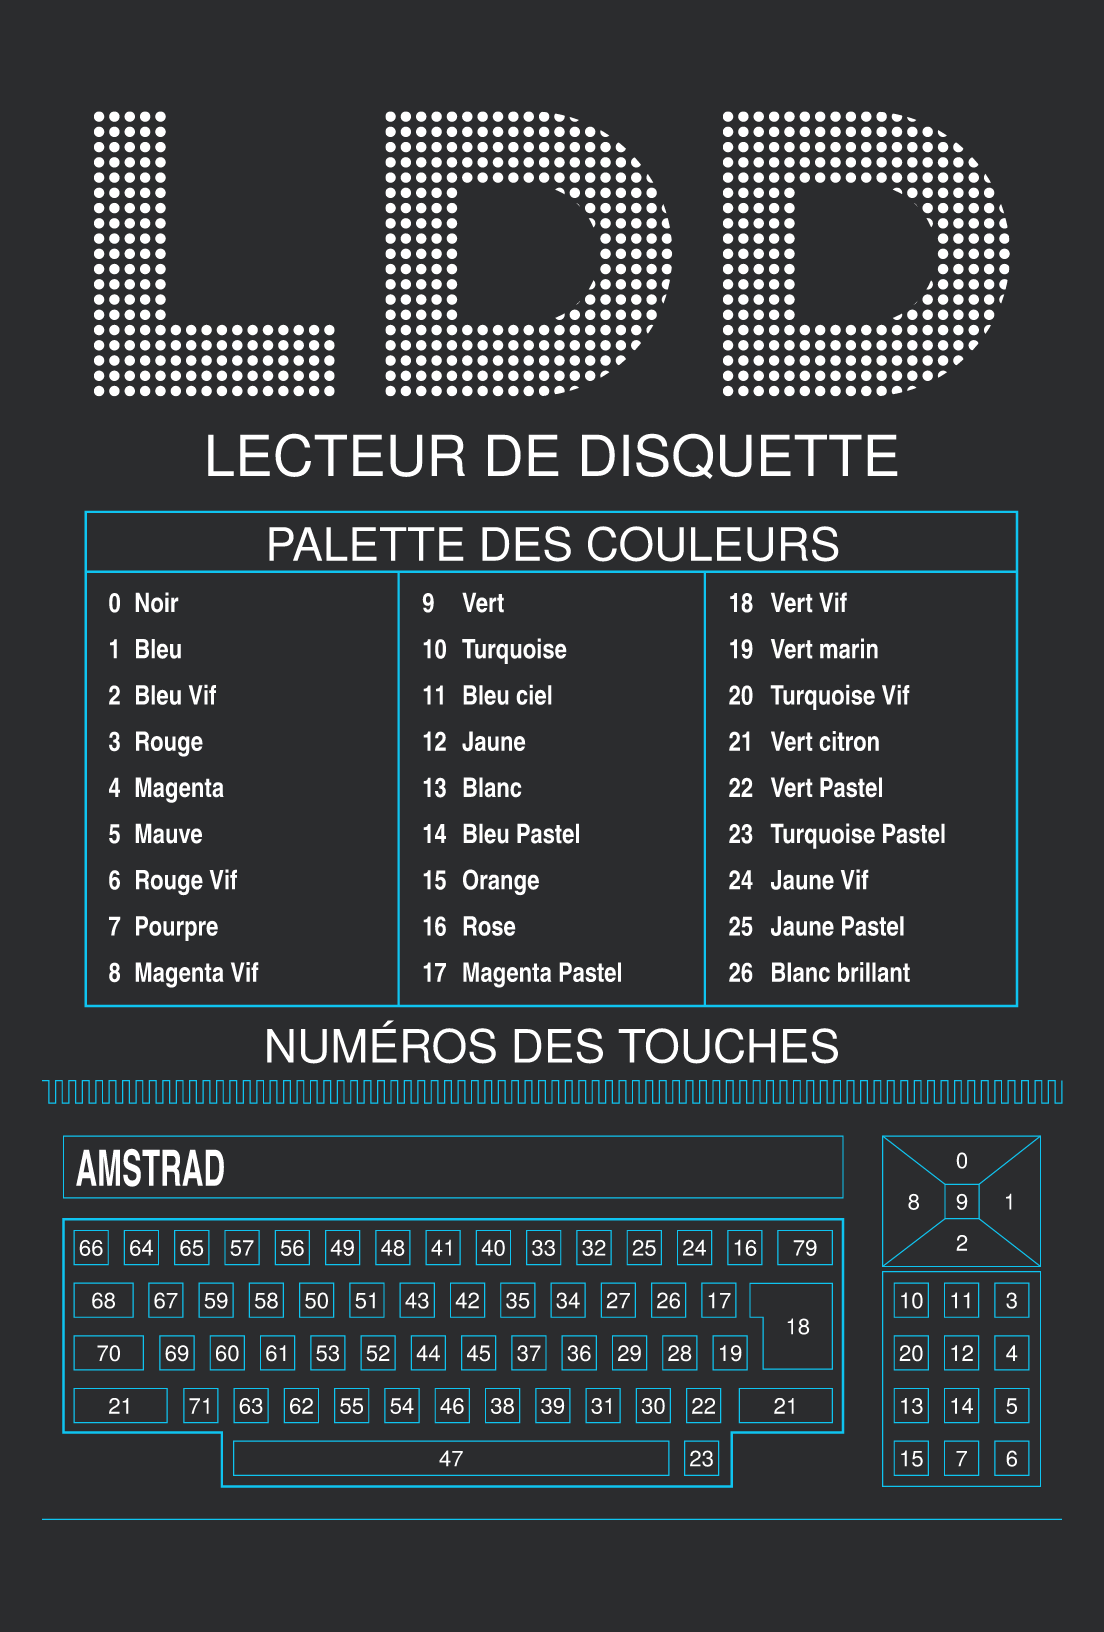 LDD
LECTEUR DE DISQUETTE
PALETTE DES COULEURS
0 Noir
1 Bleu
2 Bleu Vif
3 Rouge
4 Magenta
5 Mauve
6 Rouge Vif
7 Pourpre
8 Magenta Vif
9 Vert
10 Turquoise
11 Bleu ciel
12 Jaune
13 Blanc
14 Bleu Pastel
15 Orange
16 Rose
17 Magenta Pastel
18 Vert Vif
19 Vert marin
20 Turquoise Vif
21 Vert citron
22 Vert Pastel
23 Turquoise Pastel
24 Jaune Vif
25 Jaune Pastel
26 Blanc brillant
NUMÉROS DES TOUCHES
AMSTRAD
66 64 65 57 56 49 48 41 40 33 32 25 24 16 79
68 67 59 58 50 51 43 42 35 34 27 26 17 18
70 69 60 61 53 52 44 45 37 36 29 28 19
21 71 63 62 55 54 46 38 39 31 30 22 21
47 23
0
8 9 1
2
10 11 3
20 12 4
13 14 5
15 7 6